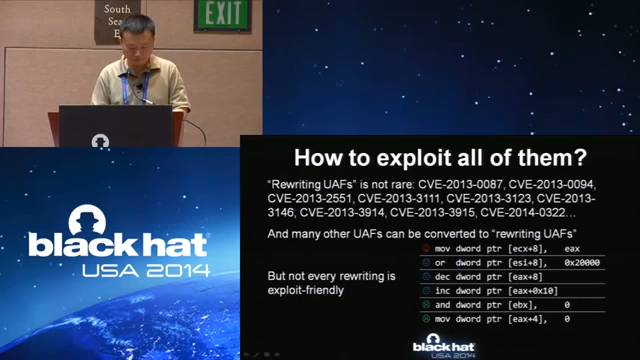 South
Sea
E
EXIT
black hat
USA 2014
How to exploit all of them?
"Rewriting UAFs" is not rare: CVE-2013-0087, CVE-2013-0094,
CVE-2013-2551, CVE-2013-3111, CVE-2013-3123, CVE-2013-
3146, CVE-2013-3914, CVE-2013-3915, CVE-2014-0322…
And many other UAFs can be converted to "rewriting UAFs"
But not every rewriting is
exploit-friendly
mov dword ptr [ecx+8], eax
or dword ptr [esi+8], 0x20000
dec dword ptr [eax+8]
inc dword ptr [eax+0x10]
and dword ptr [ebx], 0
mov dword ptr [eax+4], 0
black hat
USA 2014